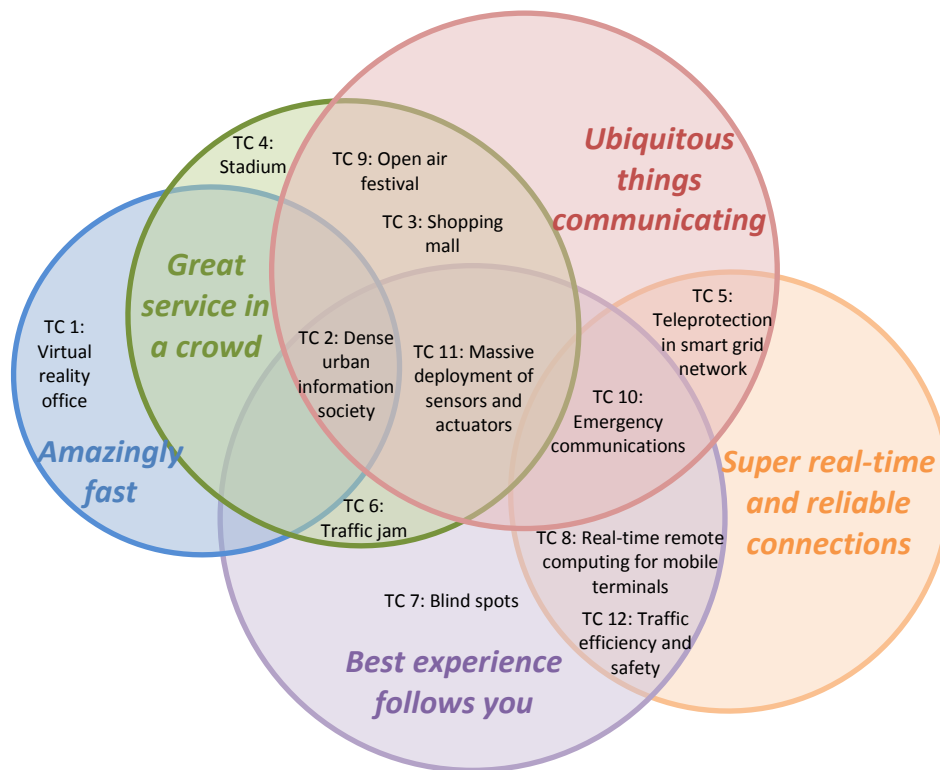 TC 4:
Stadium
TC 9: Open air
festival
Ubiquitous
things
communicating
TC 3: Shopping
mall
Great
service in
a crowd
TC 5:
Teleprotection
in smart grid
network
TC 1:
Virtual
reality
office
TC 2: Dense
urban
information
society
TC 11: Massive
deployment of
sensors and
actuators
TC 10:
Emergency
communications
Amazingly
fast
Super real-time
and reliable
connections
TC 6:
Traffic jam
TC 8: Real-time remote
computing for mobile
terminals
TC 7: Blind spots
TC 12: Traffic
efficiency and
safety
Best experience
follows you